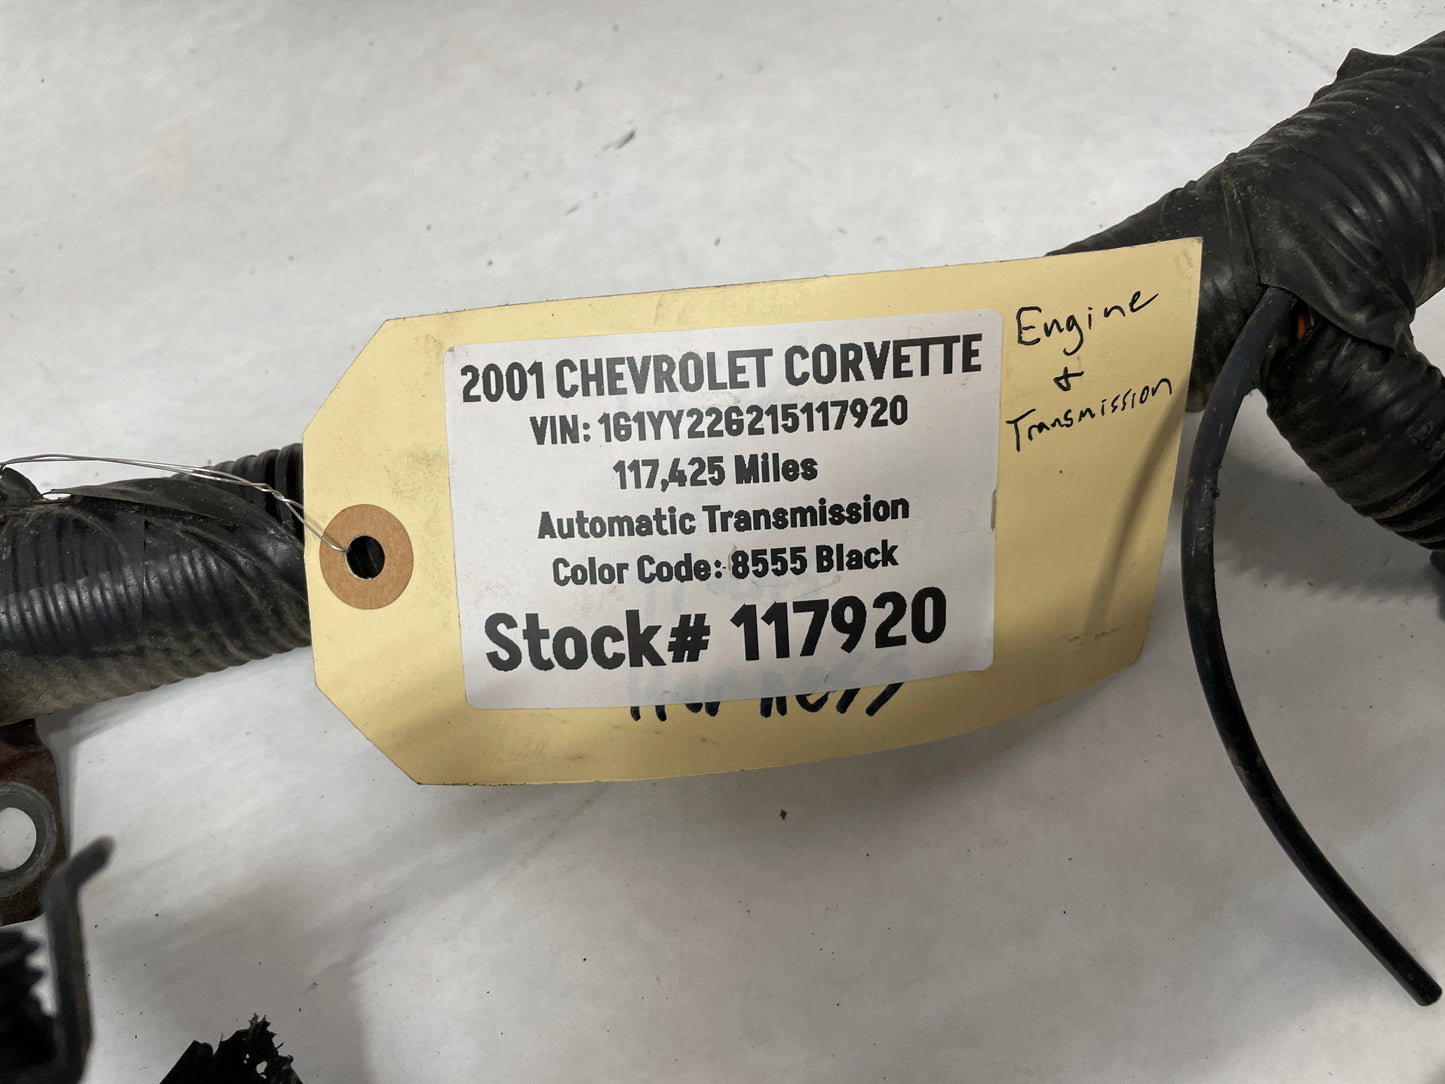 2001 CHEVROLET CORVETTE
VIN: 1G1YY22G215117920
117,425 Miles
Automatic Transmission
Color Code: 8555 Black
Stock# 117920
Engine
+
Transmission